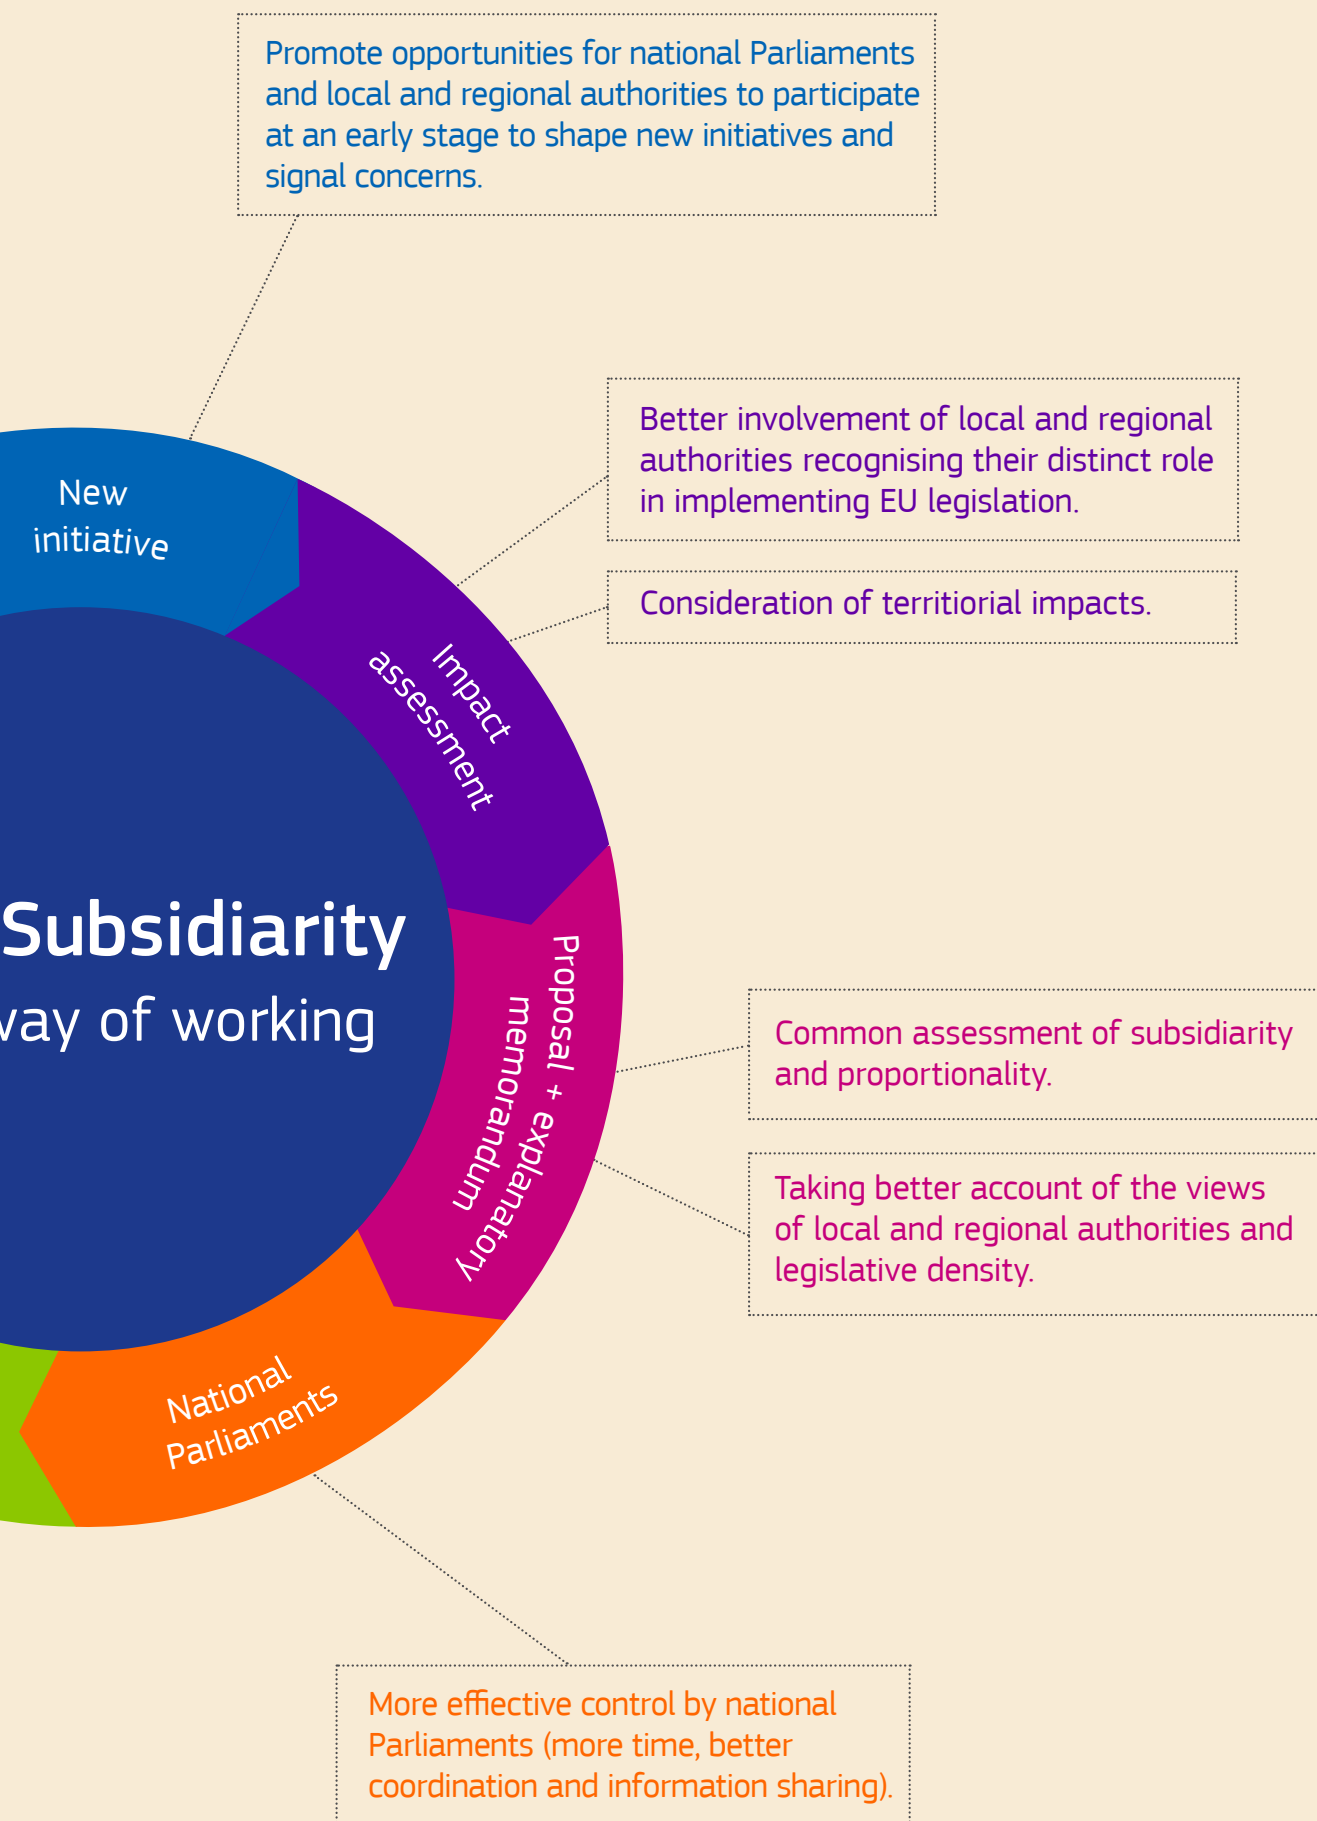 Promote opportunities for national Parliaments
and local and regional authorities to participate
at an early stage to shape new initiatives and
signal concerns.
Better involvement of local and regional
authorities recognising their distinct role
in implementing EU legislation.
Consideration of territiorial impacts.
New
initiative
Impact
assessment
Subsidiarity
way of working
Proposal + explanatory
memorandum
Common assessment of subsidiarity
and proportionality.
Taking better account of the views
of local and regional authorities and
legislative density.
National
Parliaments
More effiective control by national
Parliaments (more time, better
coordination and information sharing).